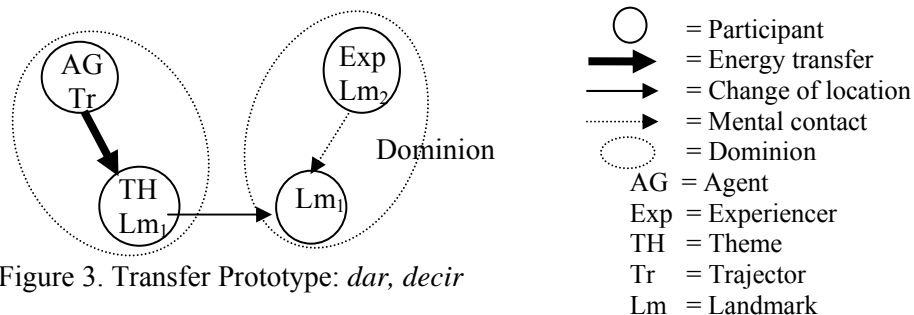 AG
Tr
TH
Lm₁
Exp
Lm₂
Dominion
Lm₁
Figure 3. Transfer Prototype: dar, decir
= Participant
= Energy transfer
= Change of location
= Mental contact
= Dominion
AG = Agent
Exp = Experiencer
TH = Theme
Tr = Trajector
Lm = Landmark